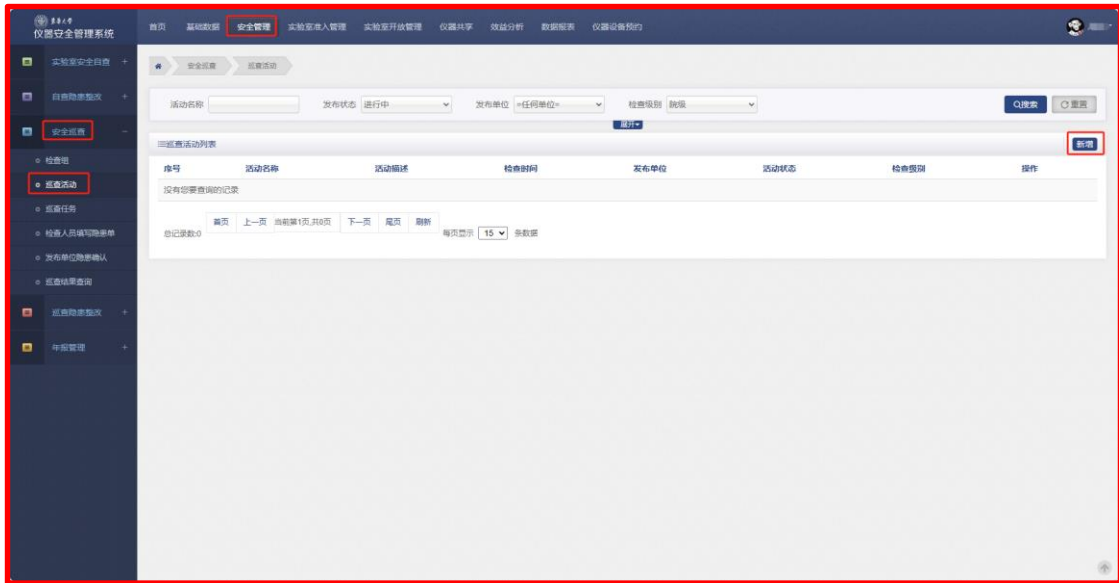 仪器安全管理系统
首页 基础数据 安全管理 实验室准入管理 实验室开放管理 仪器共享 效益分析 数据报表 仪器设备预约
实验室安全自查 +
自查隐患整改 +
安全巡查 −
检查组
巡查活动
巡查任务
检查人员填写隐患单
发布单位隐患确认
巡查结果查询
巡查隐患整改 +
年报管理 +
安全巡查 巡查活动
活动名称 发布状态 进行中 发布单位 =任何单位= 检查级别 院级 搜索 重置
展开
巡查活动列表 新增
序号 活动名称 活动描述 检查时间 发布单位 活动状态 检查级别 操作
没有您要查询的记录
总记录数:0 首页 上一页 当前第1页,共0页 下一页 尾页 刷新 每页显示 15 条数据